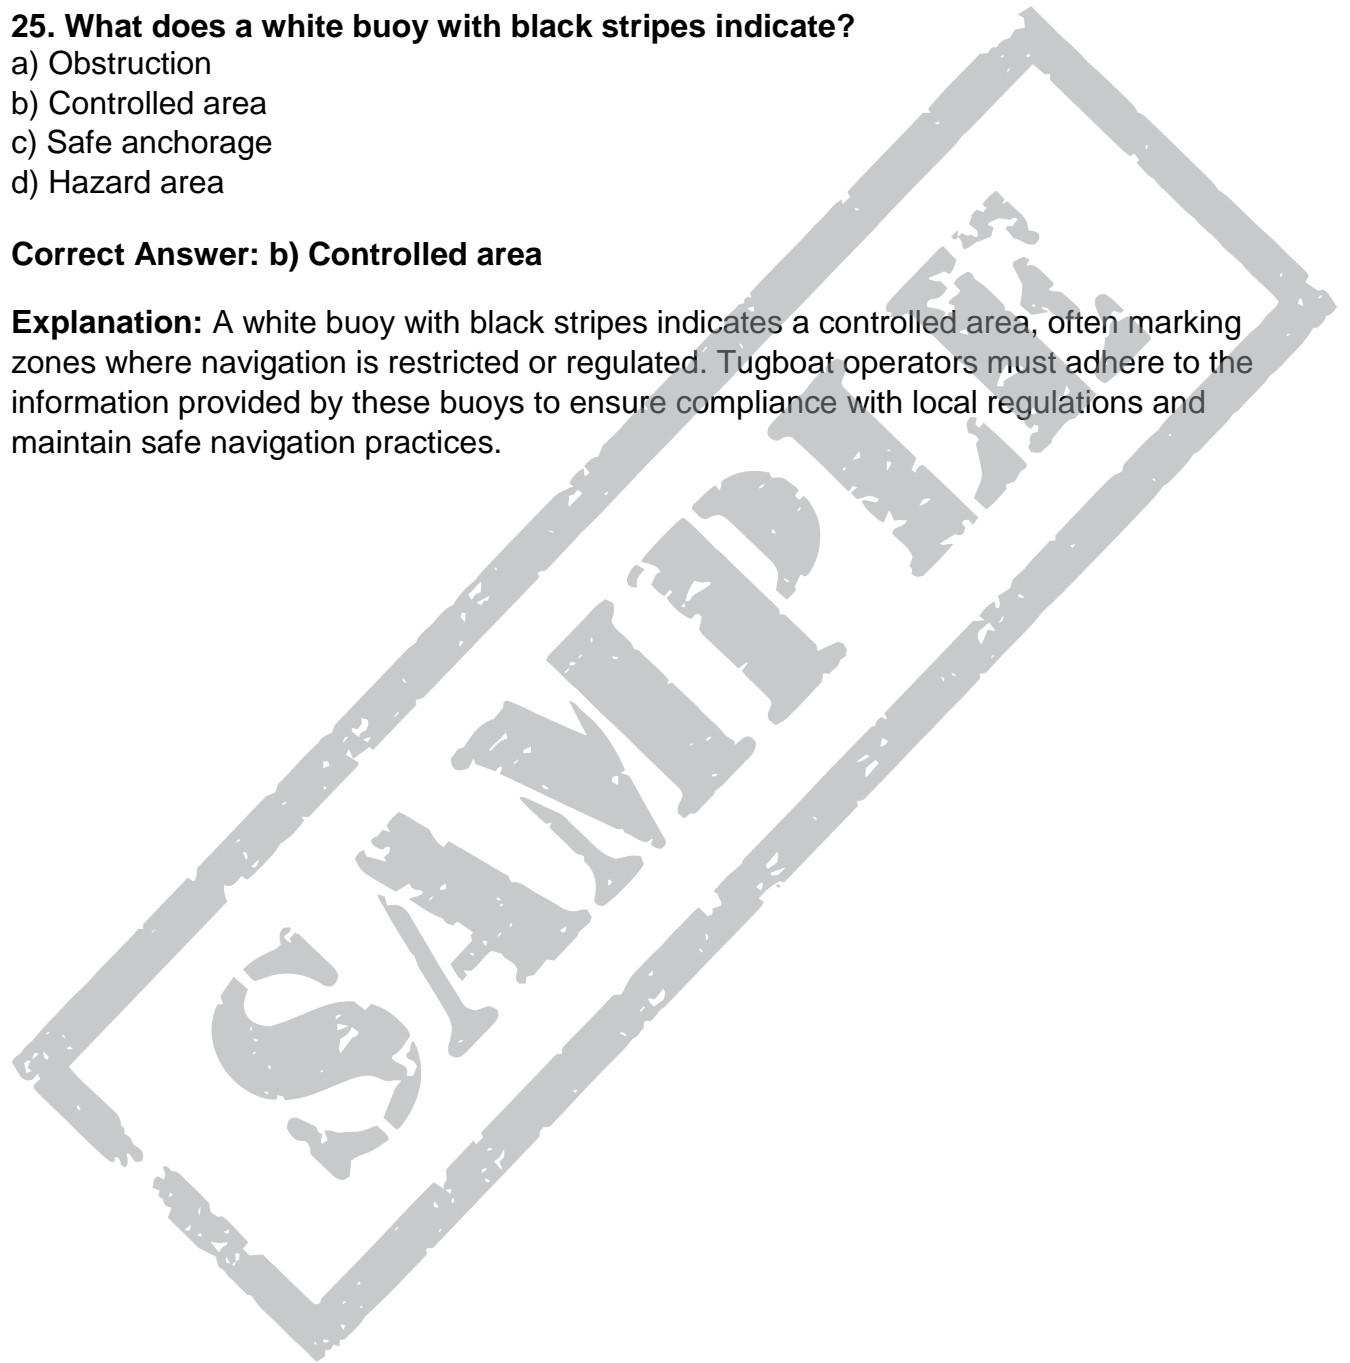 25. What does a white buoy with black stripes indicate?
a) Obstruction
b) Controlled area
c) Safe anchorage
d) Hazard area
Correct Answer: b) Controlled area
Explanation: A white buoy with black stripes indicates a controlled area, often marking
zones where navigation is restricted or regulated. Tugboat operators must adhere to the
information provided by these buoys to ensure compliance with local regulations and
maintain safe navigation practices.
SAMPLE